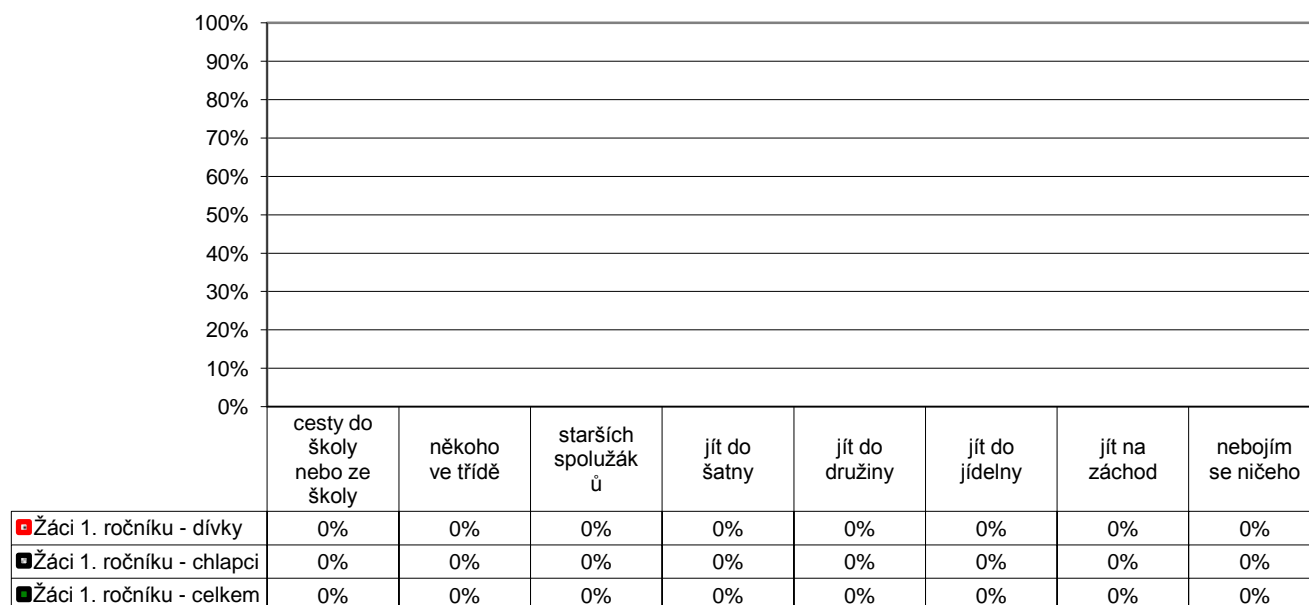 100%
90%
80%
70%
60%
50%
40%
30%
20%
10%
0%
cesty do
školy
nebo ze
školy
někoho
ve třídě
starších
spolužák
ů
jít do
šatny
jít do
družiny
jít do
jídelny
jít na
záchod
nebojím
se ničeho
Žáci 1. ročníku - dívky 0% 0% 0% 0% 0% 0% 0% 0%
Žáci 1. ročníku - chlapci 0% 0% 0% 0% 0% 0% 0% 0%
Žáci 1. ročníku - celkem 0% 0% 0% 0% 0% 0% 0% 0%